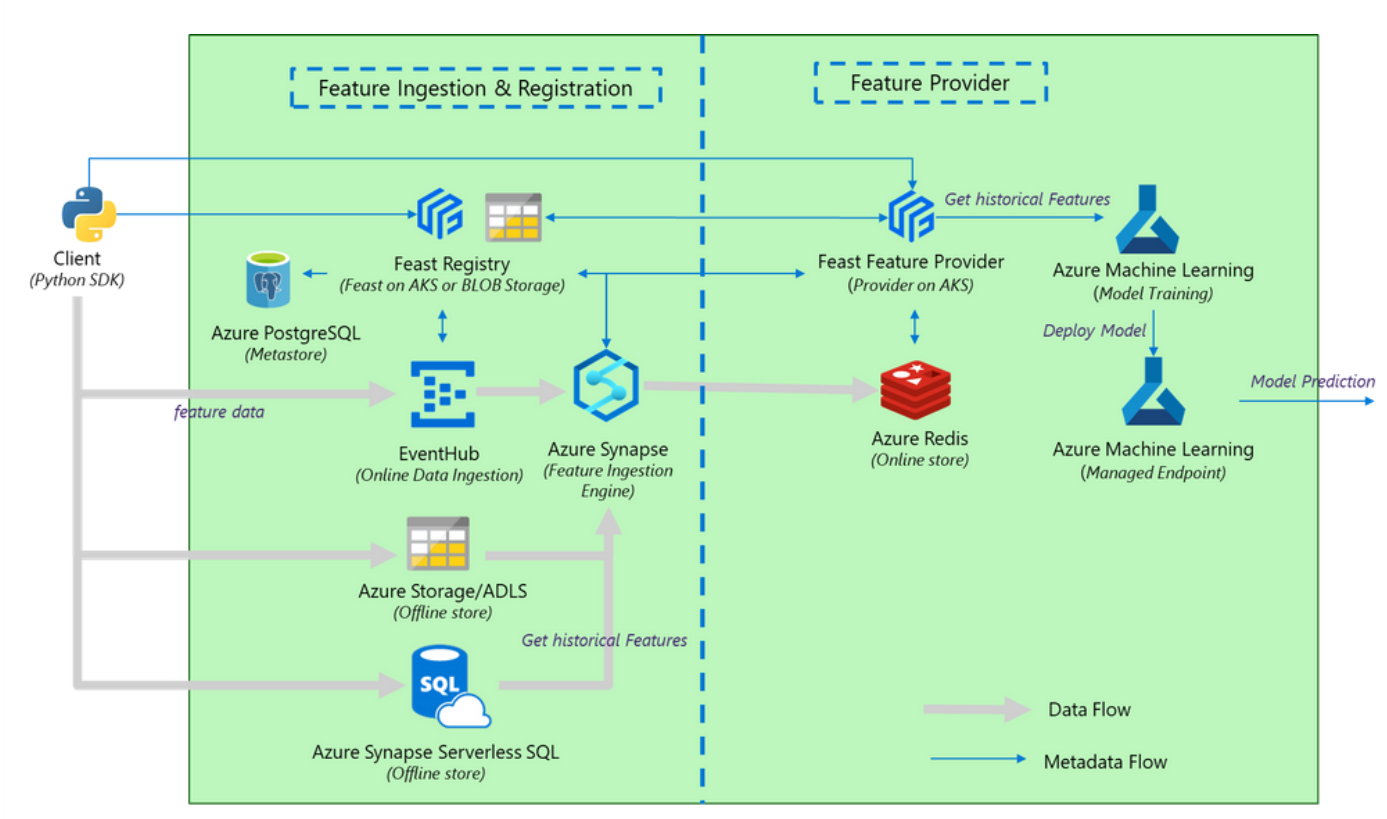 Feature Ingestion & Registration
Feature Provider
Get historical Features
Client
(Python SDK)
Feast Registry
(Feast on AKS or BLOB Storage)
Feast Feature Provider
(Provider on AKS)
Azure Machine Learning
(Model Training)
Azure PostgreSQL
(Metastore)
Deploy Model
feature data
Model Prediction
EventHub
(Online Data Ingestion)
Azure Synapse
(Feature Ingestion
Engine)
Azure Redis
(Online store)
Azure Machine Learning
(Managed Endpoint)
Azure Storage/ADLS
(Offline store)
Get historical Features
SQL
Azure Synapse Serverless SQL
(Offline store)
Data Flow
Metadata Flow